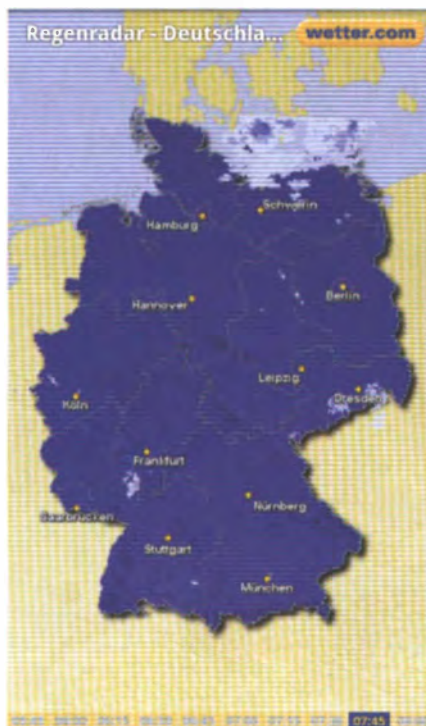 Regenradar - Deutschla...
wetter.com
Schwerin
Hamburg
Berlin
Hannover
Leipzig
Dresden
Köln
Frankfurt
Saarbrücken
Nürnberg
Stuttgart
München
07:45